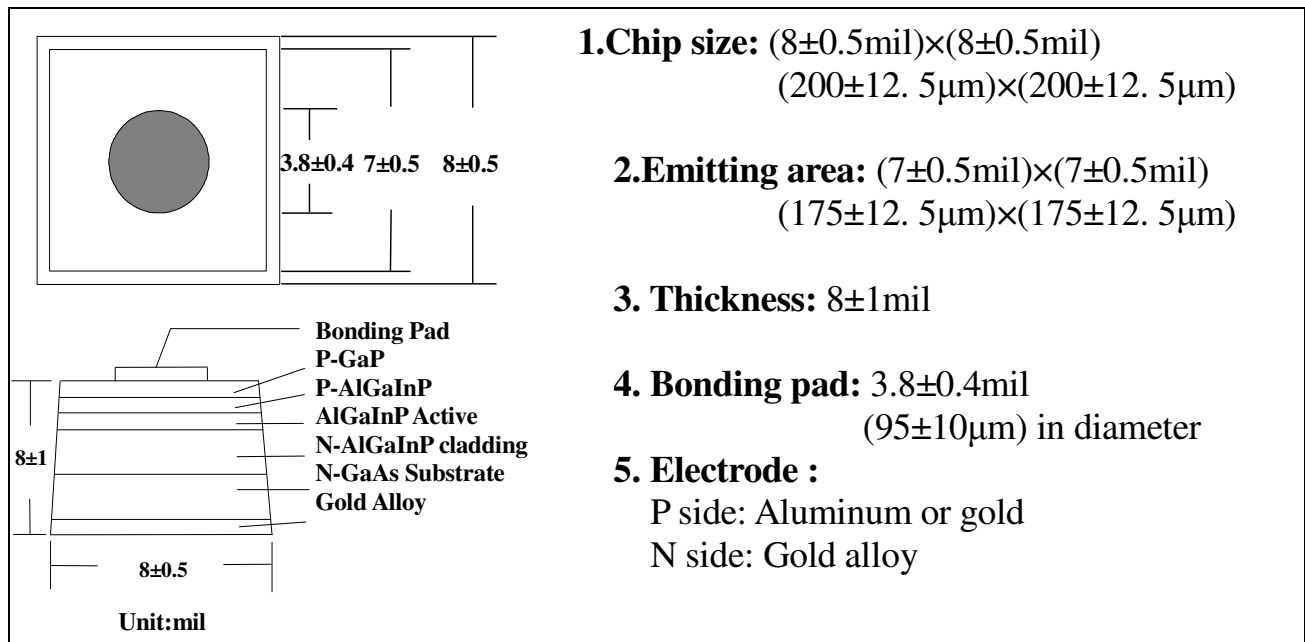 3.8±0.4 7±0.5 8±0.5
Bonding Pad
P-GaP
P-AlGaInP
AlGaInP Active
N-AlGaInP cladding
N-GaAs Substrate
Gold Alloy
8±1
8±0.5
Unit:mil
1.Chip size: (8±0.5mil)×(8±0.5mil)
(200±12. 5μm)×(200±12. 5μm)
2.Emitting area: (7±0.5mil)×(7±0.5mil)
(175±12. 5μm)×(175±12. 5μm)
3. Thickness: 8±1mil
4. Bonding pad: 3.8±0.4mil
(95±10μm) in diameter
5. Electrode :
P side: Aluminum or gold
N side: Gold alloy